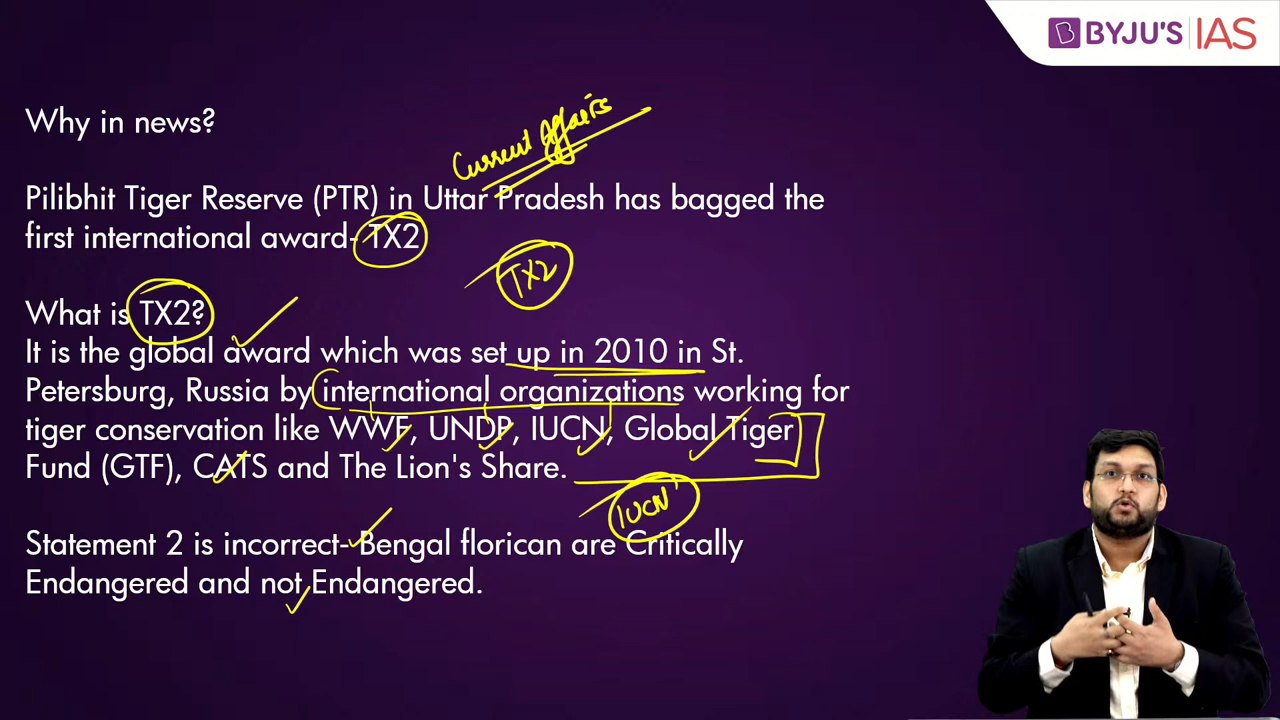 BYJU'S IAS
Why in news?
Current Affairs
Pilibhit Tiger Reserve (PTR) in Uttar Pradesh has bagged the
first international award- TX2
TX2
What is TX2?
It is the global award which was set up in 2010 in St.
Petersburg, Russia by international organizations working for
tiger conservation like WWF, UNDP, IUCN, Global Tiger
Fund (GTF), CATS and The Lion's Share.
IUCN
Statement 2 is incorrect- Bengal florican are Critically
Endangered and not Endangered.